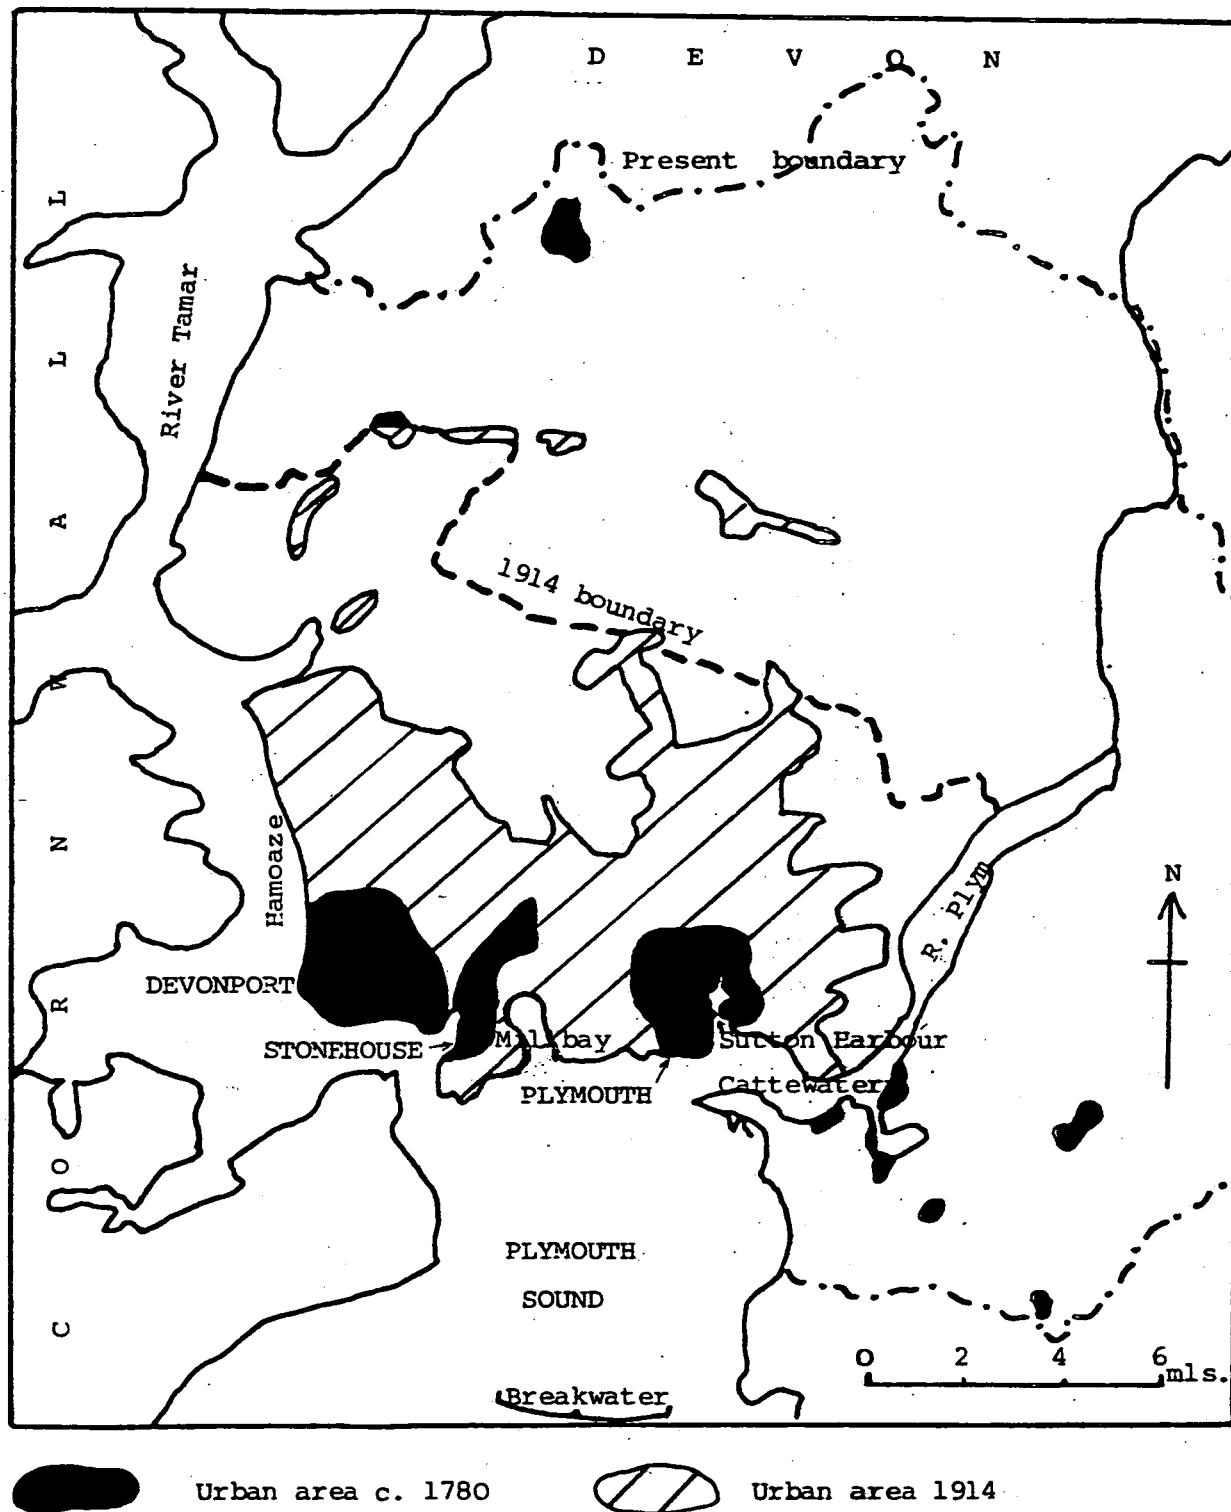 D E V O N
Present boundary
C O R N W A L L
River Tamar
1914 boundary
Hamoaze
R. Plym
N
DEVONPORT
STONEHOUSE
Millbay
Sutton Harbour
PLYMOUTH
Cattewater
PLYMOUTH
SOUND
0 2 4 6
mls.
Breakwater
Urban area c. 1780
Urban area 1914